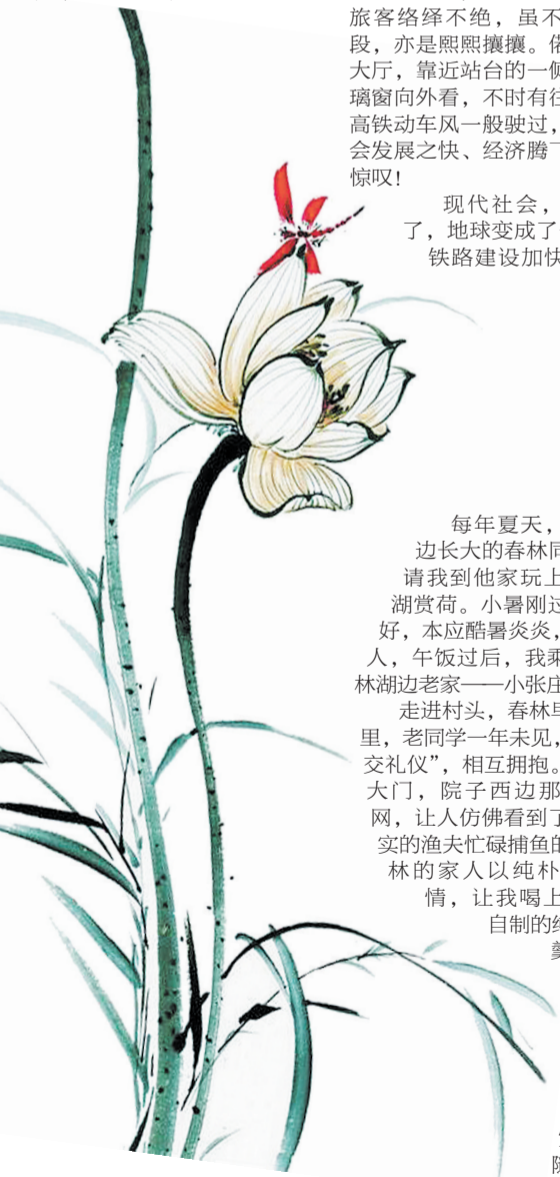 旅客络绎不绝，虽不
段，亦是熙熙攘攘。
大厅，靠近站台的一侧
璃窗向外看，不时有往
高铁动车风一般驶过，
会发展之快、经济腾飞
惊叹！
现代社会，
了，地球变成了
铁路建设加快
每年夏天，
边长大的春林同
请我到他家玩上
湖赏荷。小暑刚过
好，本应酷暑炎炎，
人，午饭过后，我乘
林湖边老家——小张庄
走进村头，春林早
里，老同学一年未见，
交礼仪”，相互拥抱。
大门，院子西边那
网，让人仿佛看到了
实的渔夫忙碌捕鱼的
林的家人以纯朴
情，让我喝上
自制的绿